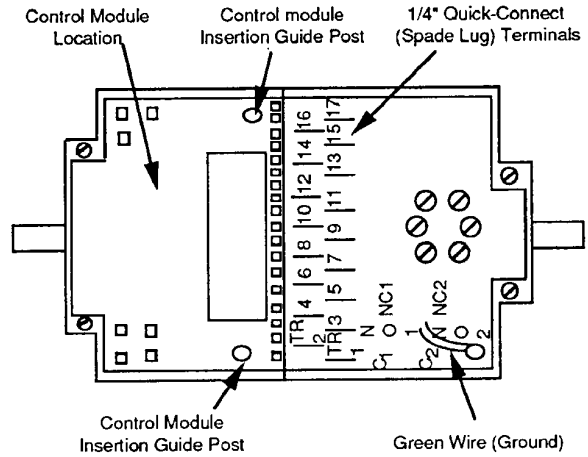 Control Module
Location
Control module
Insertion Guide Post
1/4" Quick-Connect
(Spade Lug) Terminals
16 17
14 15
12 13
10 11
8 9
6 7
4 5
TR 2 3
TR 1
N NC1
C1
1 N NC2
C2 2
Control Module
Insertion Guide Post
Green Wire (Ground)